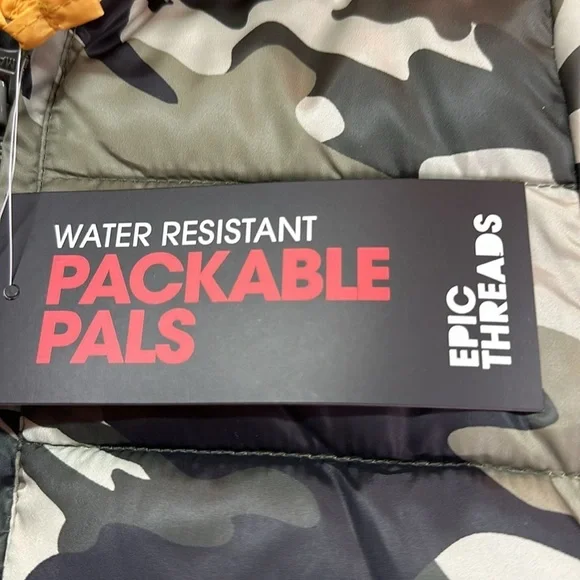 WATER RESISTANT
PACKABLE
PALS
EPIC
THREADS